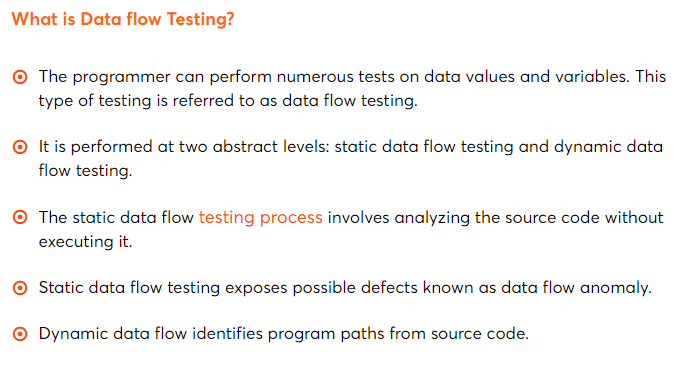 What is Data flow Testing?
The programmer can perform numerous tests on data values and variables. This
type of testing is referred to as data flow testing.
It is performed at two abstract levels: static data flow testing and dynamic data
flow testing.
The static data flow testing process involves analyzing the source code without
executing it.
Static data flow testing exposes possible defects known as data flow anomaly.
Dynamic data flow identifies program paths from source code.